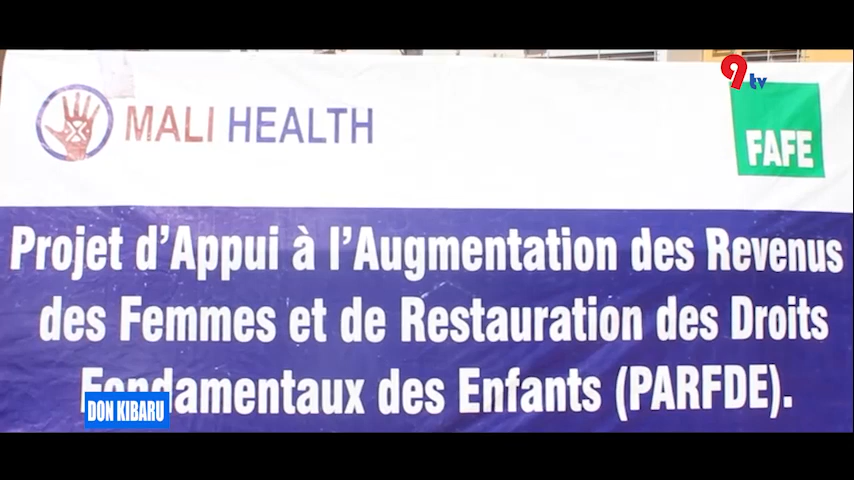 9tv
MALI HEALTH
FAFE
Projet d'Appui à l'Augmentation des Revenus
des Femmes et de Restauration des Droits
Fondamentaux des Enfants (PARFDE).
DON KIBARU